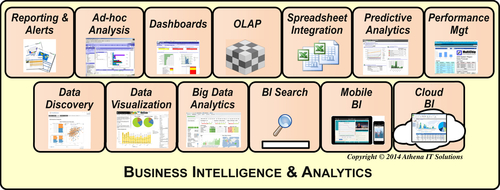 Reporting & Alerts
Ad-hoc Analysis
Dashboards
OLAP
Spreadsheet Integration
Predictive Analytics
Performance Mgt
Data Discovery
Data Visualization
Big Data Analytics
BI Search
Mobile BI
Cloud BI
Copyright © 2014 Athena IT Solutions
BUSINESS INTELLIGENCE & ANALYTICS